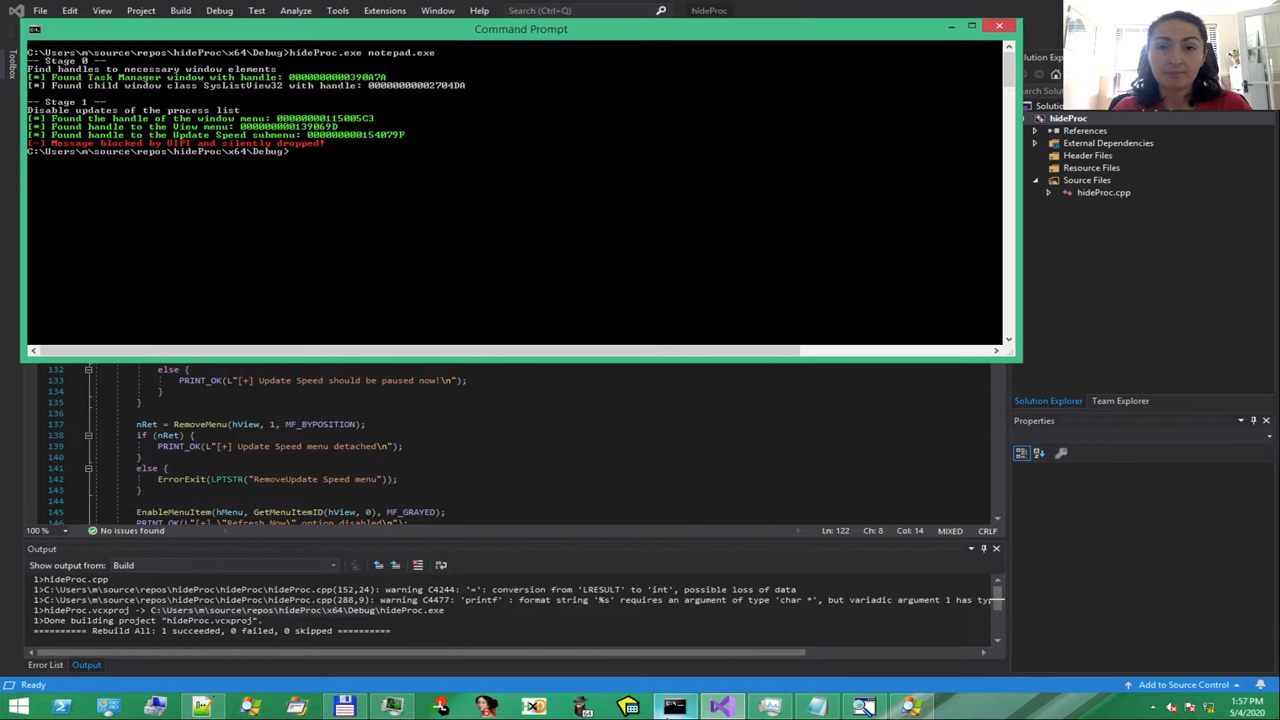 File Edit View Project Build Debug Test Analyze Tools Extensions Window Help Search (Ctrl+Q) hideProc
Command Prompt
C:\Users\m\source\repos\hideProc\x64\Debug>hideProc.exe notepad.exe
-- Stage 0 --
Find handles to necessary window elements
[*] Found Task Manager window with handle: 0000000000390A7A
[*] Found child window class SysListView32 with handle: 00000000002704DA
-- Stage 1 --
Disable updates of the process list
[*] Found the handle of the window menu: 00000000115005C3
[*] Found handle to the View menu: 000000000139069D
[*] Found handle to the Update Speed submenu: 000000000154079F
[-] Message blocked by UIPI and silently dropped!
C:\Users\m\source\repos\hideProc\x64\Debug>
Toolbox
Solution
hideProc
References
External Dependencies
Header Files
Resource Files
Source Files
hideProc.cpp
132 else {
133 PRINT_OK(L"[+] Update Speed should be paused now!\n");
134 }
135 }
136
137 nRet = RemoveMenu(hView, 1, MF_BYPOSITION);
138 if (nRet) {
139 PRINT_OK(L"[+] Update Speed menu detached\n");
140 }
141 else {
142 ErrorExit(LPTSTR("RemoveUpdate Speed menu"));
143 }
144
145 EnableMenuItem(hMenu, GetMenuItemID(hView, 0), MF_GRAYED);
146 PRINT_OK(L"[+] \"Refresh Now\" option disabled\n");
100 % No issues found Ln: 122 Ch: 8 Col: 14 MIXED CRLF
Solution Explorer Team Explorer
Properties
Output
Show output from: Build
1>hideProc.cpp
1>C:\Users\m\source\repos\hideProc\hideProc\hideProc.cpp(152,24): warning C4244: '=': conversion from 'LRESULT' to 'int', possible loss of data
1>C:\Users\m\source\repos\hideProc\hideProc\hideProc.cpp(288,9): warning C4477: 'printf' : format string '%s' requires an argument of type 'char *', but variadic argument 1 has typ
1>hideProc.vcxproj -> C:\Users\m\source\repos\hideProc\x64\Debug\hideProc.exe
1>Done building project "hideProc.vcxproj".
========== Rebuild All: 1 succeeded, 0 failed, 0 skipped ==========
Error List Output
Ready Add to Source Control
1:57 PM
5/4/2020